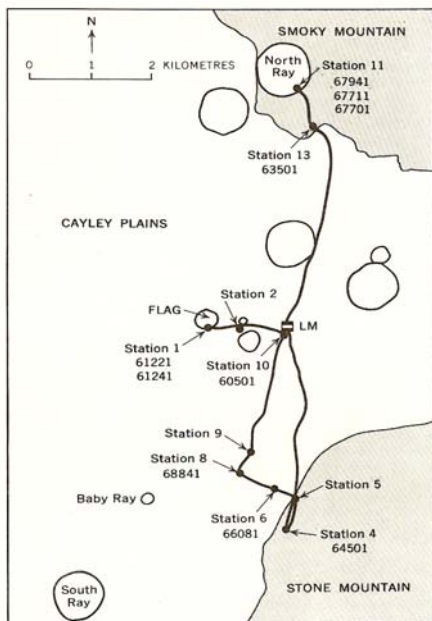 N
0 1 2 KILOMETRES
SMOKY MOUNTAIN
North
Ray
Station 11
67941
67711
67701
Station 13
63501
CAYLEY PLAINS
FLAG
Station 2
LM
Station 1
61221
61241
Station 10
60501
Station 9
Station 8
68841
Baby Ray
Station 5
Station 6
66081
Station 4
64501
South
Ray
STONE MOUNTAIN